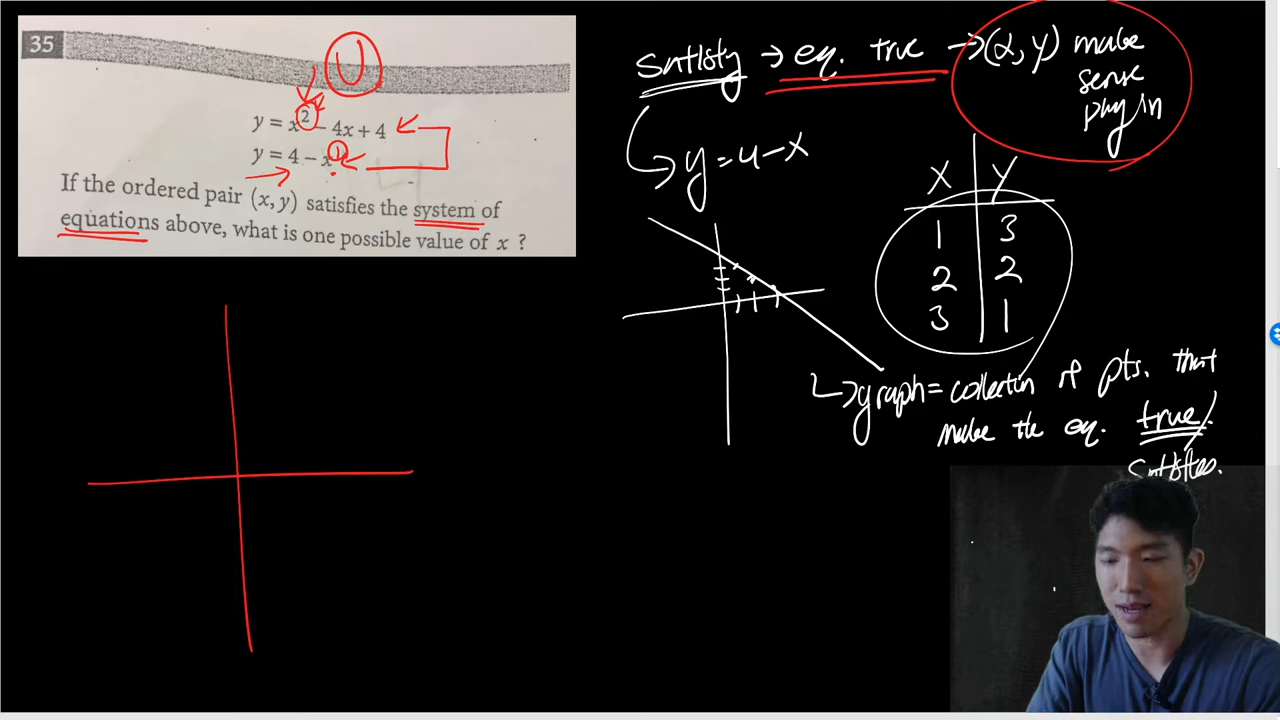 35
U
y = x² − 4x + 4
y = 4 − x
If the ordered pair (x, y) satisfies the system of
equations above, what is one possible value of x ?
satisfy → eq. true → (x, y) make
sense
plug in
y = 4 − x
X Y
1 3
2 2
3 1
graph = collection of pts. that
make the eq. true.
satisfies.